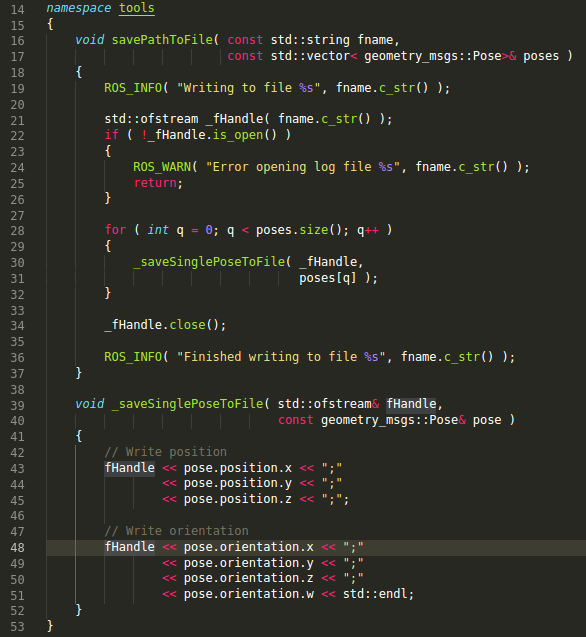 14 namespace tools
15 {
16     void savePathToFile( const std::string fname,
17                          const std::vector< geometry_msgs::Pose>& poses )
18     {
19         ROS_INFO( "Writing to file %s", fname.c_str() );
20
21         std::ofstream _fHandle( fname.c_str() );
22         if ( !_fHandle.is_open() )
23         {
24             ROS_WARN( "Error opening log file %s", fname.c_str() );
25             return;
26         }
27
28         for ( int q = 0; q < poses.size(); q++ )
29         {
30             _saveSinglePoseToFile( _fHandle,
31                                    poses[q] );
32         }
33
34         _fHandle.close();
35
36         ROS_INFO( "Finished writing to file %s", fname.c_str() );
37     }
38
39     void _saveSinglePoseToFile( std::ofstream& fHandle,
40                                 const geometry_msgs::Pose& pose )
41     {
42         // Write position
43         fHandle << pose.position.x << ";"
44                 << pose.position.y << ";"
45                 << pose.position.z << ";";
46
47         // Write orientation
48         fHandle << pose.orientation.x << ";"
49                 << pose.orientation.y << ";"
50                 << pose.orientation.z << ";"
51                 << pose.orientation.w << std::endl;
52     }
53 }